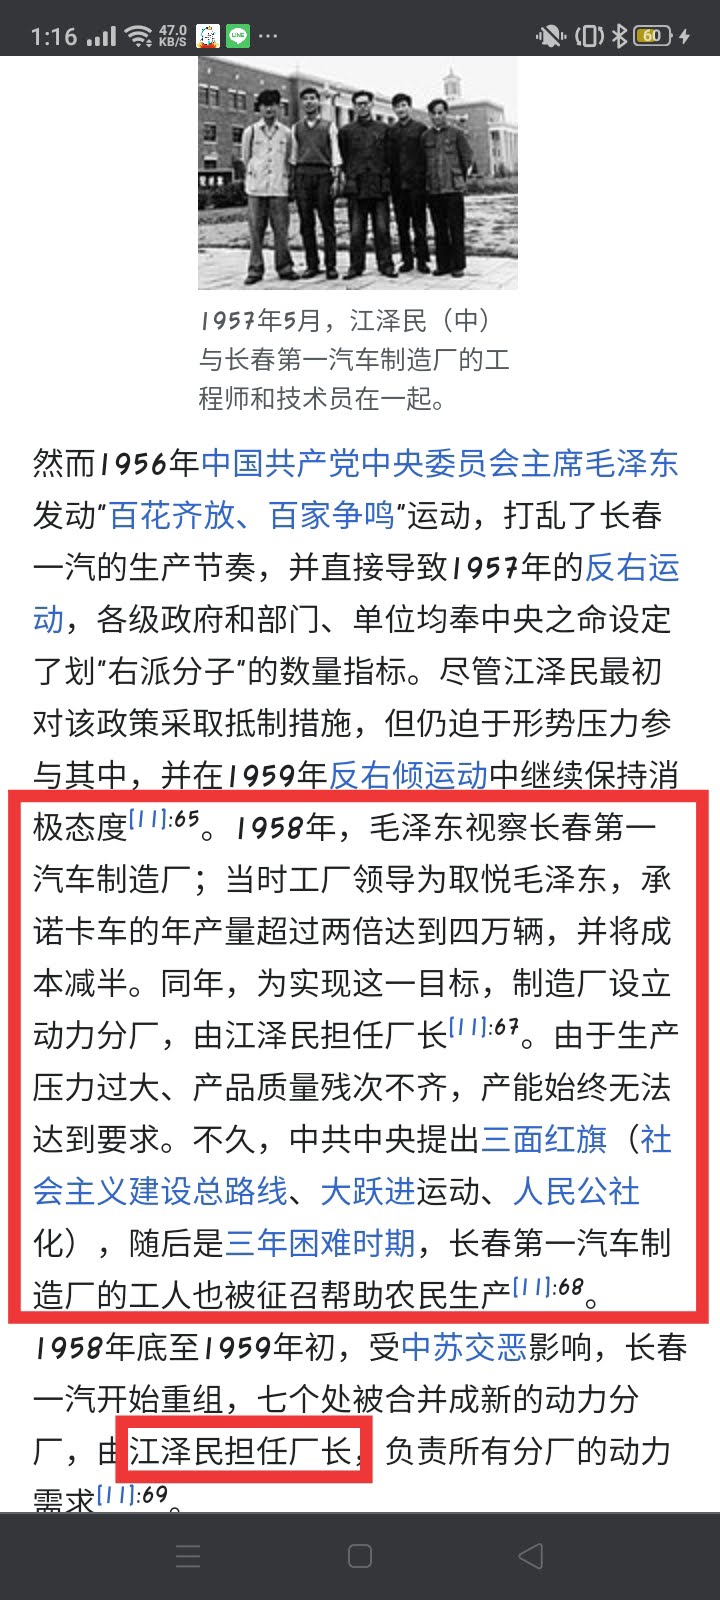 1:16 47.0 KB/S LINE ... 60
1957年5月，江泽民（中）
与长春第一汽车制造厂的工
程师和技术员在一起。
然而1956年中国共产党中央委员会主席毛泽东
发动"百花齐放、百家争鸣"运动，打乱了长春
一汽的生产节奏，并直接导致1957年的反右运
动，各级政府和部门、单位均奉中央之命设定
了划"右派分子"的数量指标。尽管江泽民最初
对该政策采取抵制措施，但仍迫于形势压力参
与其中，并在1959年反右倾运动中继续保持消
极态度[11]:65。1958年，毛泽东视察长春第一
汽车制造厂；当时工厂领导为取悦毛泽东，承
诺卡车的年产量超过两倍达到四万辆，并将成
本减半。同年，为实现这一目标，制造厂设立
动力分厂，由江泽民担任厂长[11]:67。由于生产
压力过大、产品质量残次不齐，产能始终无法
达到要求。不久，中共中央提出三面红旗（社
会主义建设总路线、大跃进运动、人民公社
化），随后是三年困难时期，长春第一汽车制
造厂的工人也被征召帮助农民生产[11]:68。
1958年底至1959年初，受中苏交恶影响，长春
一汽开始重组，七个处被合并成新的动力分
厂，由江泽民担任厂长，负责所有分厂的动力
需求[11]:69。